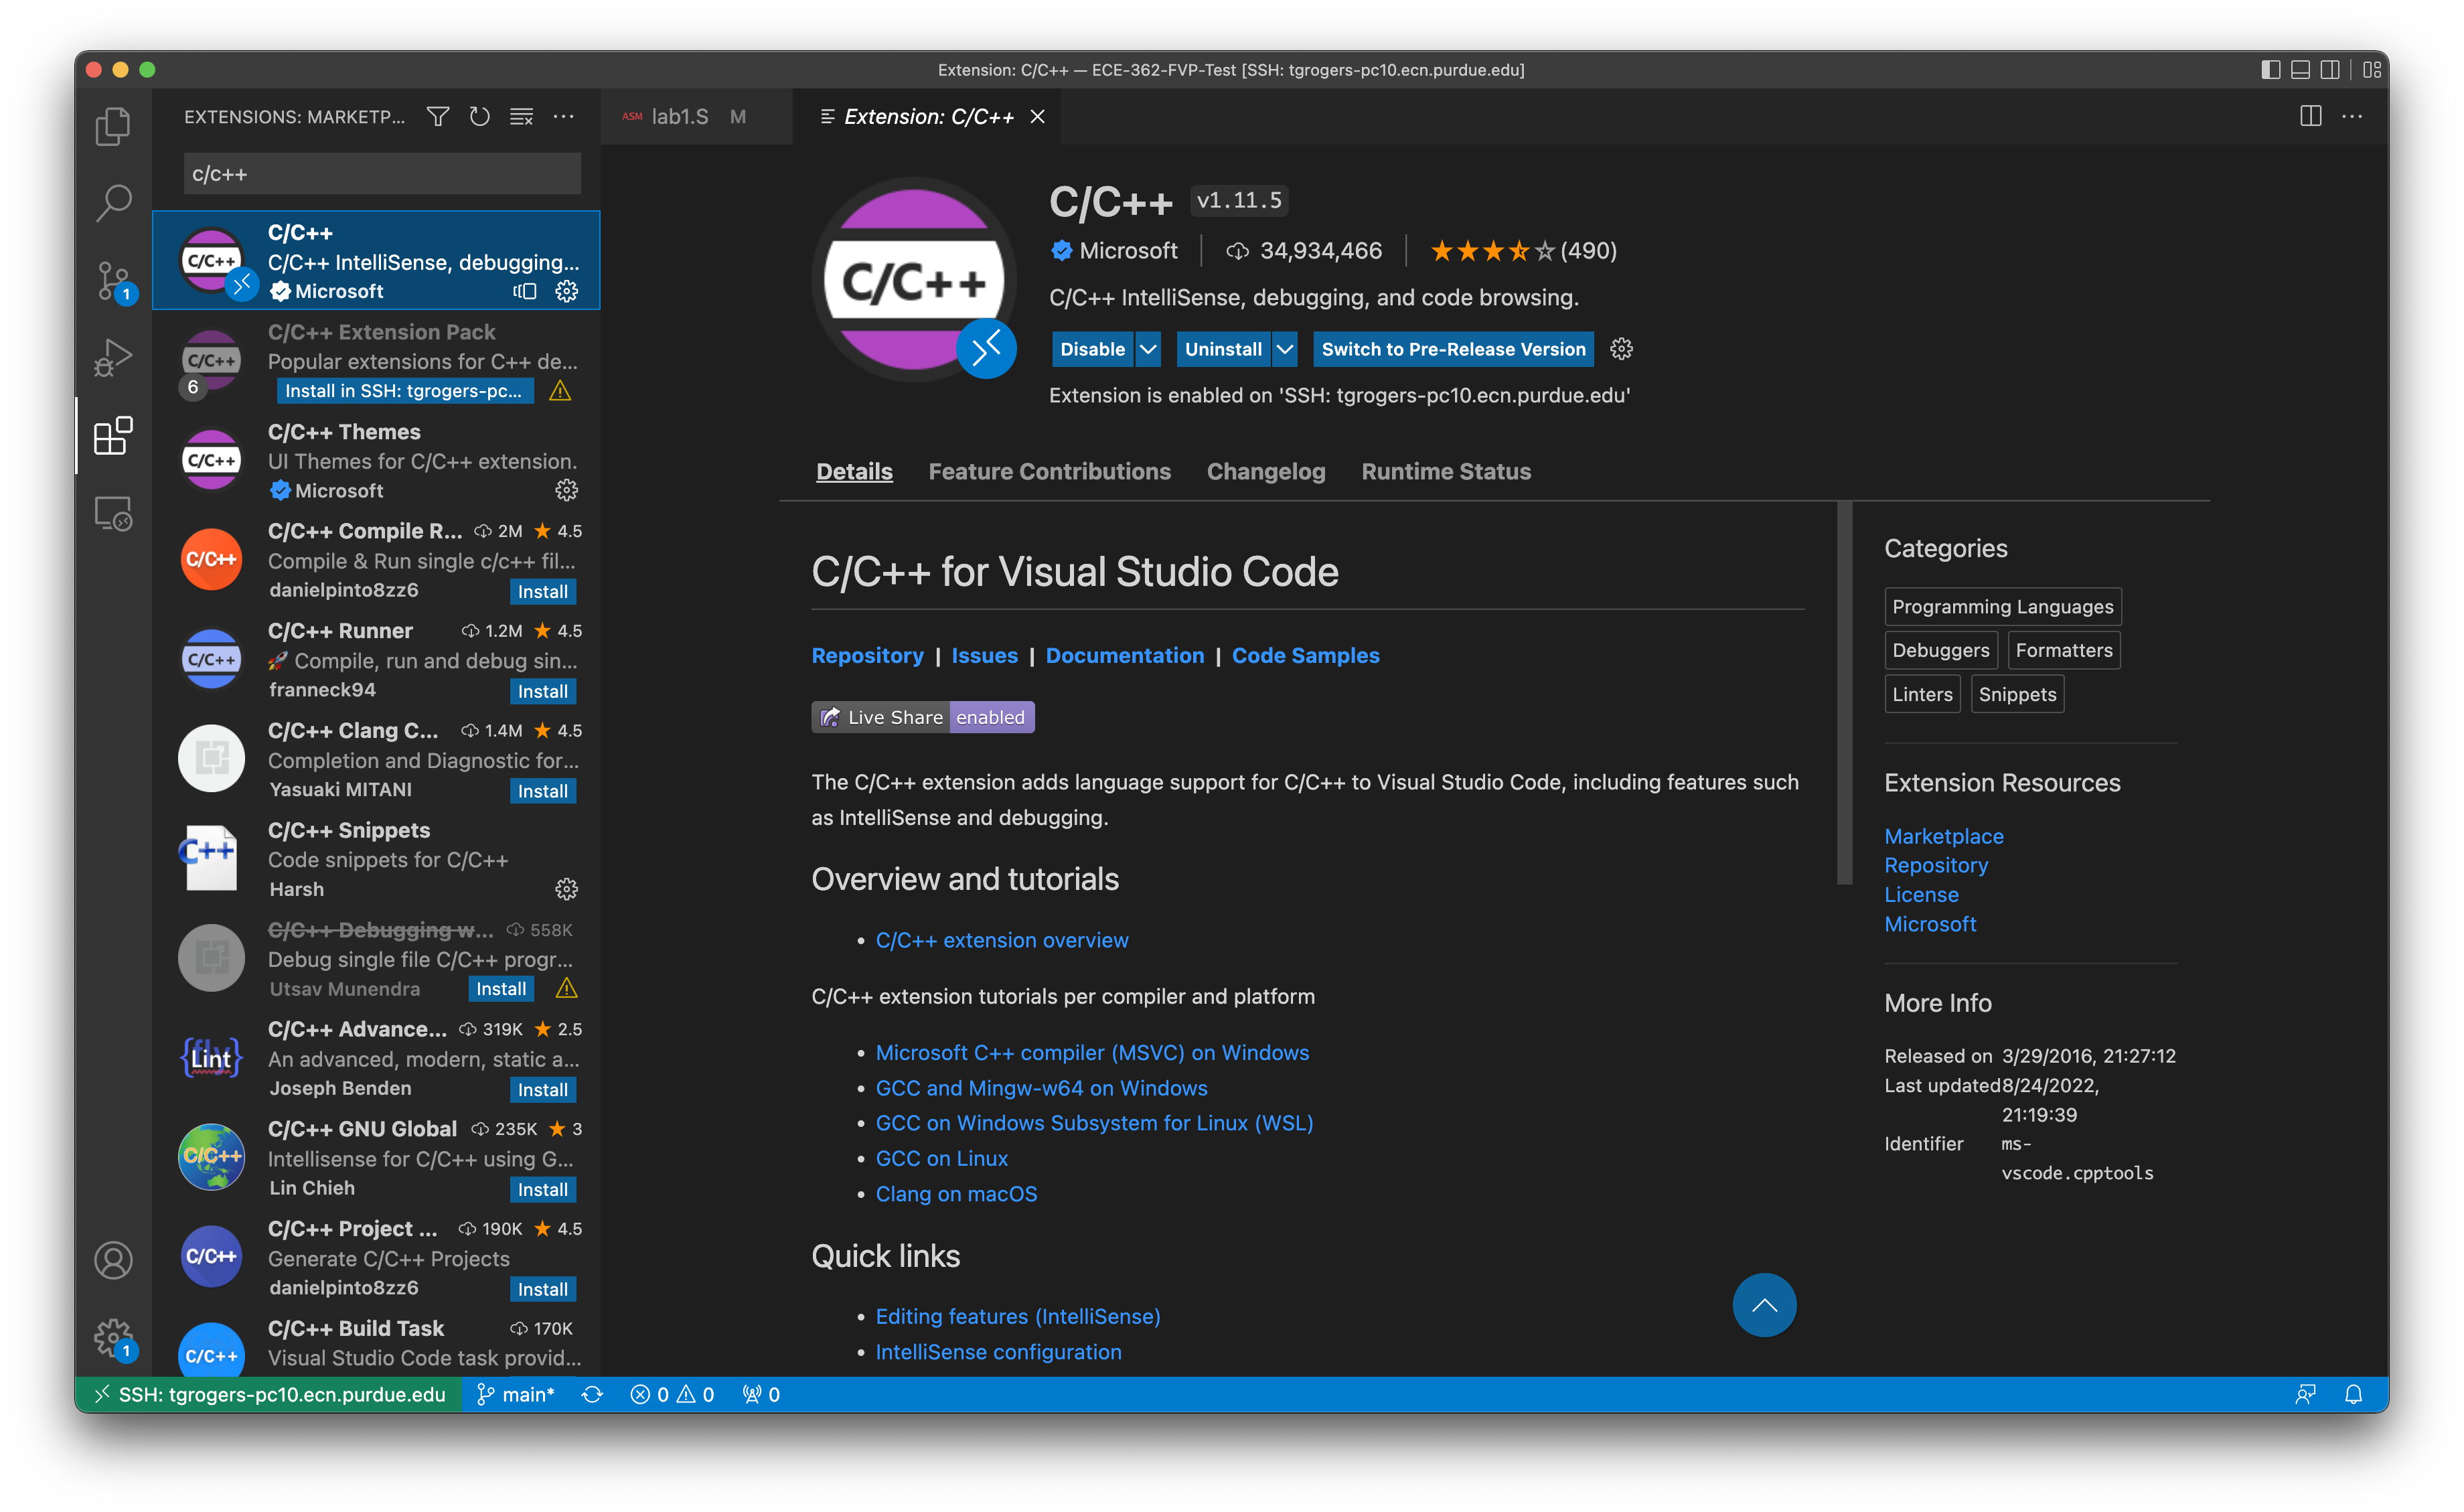 Extension: C/C++ — ECE-362-FVP-Test [SSH: tgrogers-pc10.ecn.purdue.edu]
EXTENSIONS: MARKETP...
c/c++
C/C++
C/C++
C/C++ IntelliSense, debugging...
Microsoft
C/C++
6
C/C++ Extension Pack
Popular extensions for C++ de...
Install in SSH: tgrogers-pc...
C/C++
C/C++ Themes
UI Themes for C/C++ extension.
Microsoft
C/C++
C/C++ Compile R... 2M 4.5
Compile & Run single c/c++ fil...
danielpinto8zz6 Install
C/C++
C/C++ Runner 1.2M 4.5
🚀 Compile, run and debug sin...
franneck94 Install
C/C++ Clang C... 1.4M 4.5
Completion and Diagnostic for...
Yasuaki MITANI Install
C++
C/C++ Snippets
Code snippets for C/C++
Harsh
C/C++ Debugging w... 558K
Debug single file C/C++ progr...
Utsav Munendra Install
{fly}
Lint
C/C++ Advance... 319K 2.5
An advanced, modern, static a...
Joseph Benden Install
C/C++
C/C++ GNU Global 235K 3
Intellisense for C/C++ using G...
Lin Chieh Install
C/C++
C/C++ Project ... 190K 4.5
Generate C/C++ Projects
danielpinto8zz6 Install
C/C++
C/C++ Build Task 170K
Visual Studio Code task provid...
1
1
ASM lab1.S M
Extension: C/C++
C/C++
C/C++ v1.11.5
Microsoft | 34,934,466 | (490)
C/C++ IntelliSense, debugging, and code browsing.
Disable Uninstall Switch to Pre-Release Version
Extension is enabled on 'SSH: tgrogers-pc10.ecn.purdue.edu'
Details Feature Contributions Changelog Runtime Status
C/C++ for Visual Studio Code
Repository | Issues | Documentation | Code Samples
Live Share enabled
The C/C++ extension adds language support for C/C++ to Visual Studio Code, including features such
as IntelliSense and debugging.
Overview and tutorials
• C/C++ extension overview
C/C++ extension tutorials per compiler and platform
• Microsoft C++ compiler (MSVC) on Windows
• GCC and Mingw-w64 on Windows
• GCC on Windows Subsystem for Linux (WSL)
• GCC on Linux
• Clang on macOS
Quick links
• Editing features (IntelliSense)
• IntelliSense configuration
Categories
Programming Languages
Debuggers Formatters
Linters Snippets
Extension Resources
Marketplace
Repository
License
Microsoft
More Info
Released on 3/29/2016, 21:27:12
Last updated 8/24/2022,
21:19:39
Identifier ms-
vscode.cpptools
SSH: tgrogers-pc10.ecn.purdue.edu main* 0 0 0